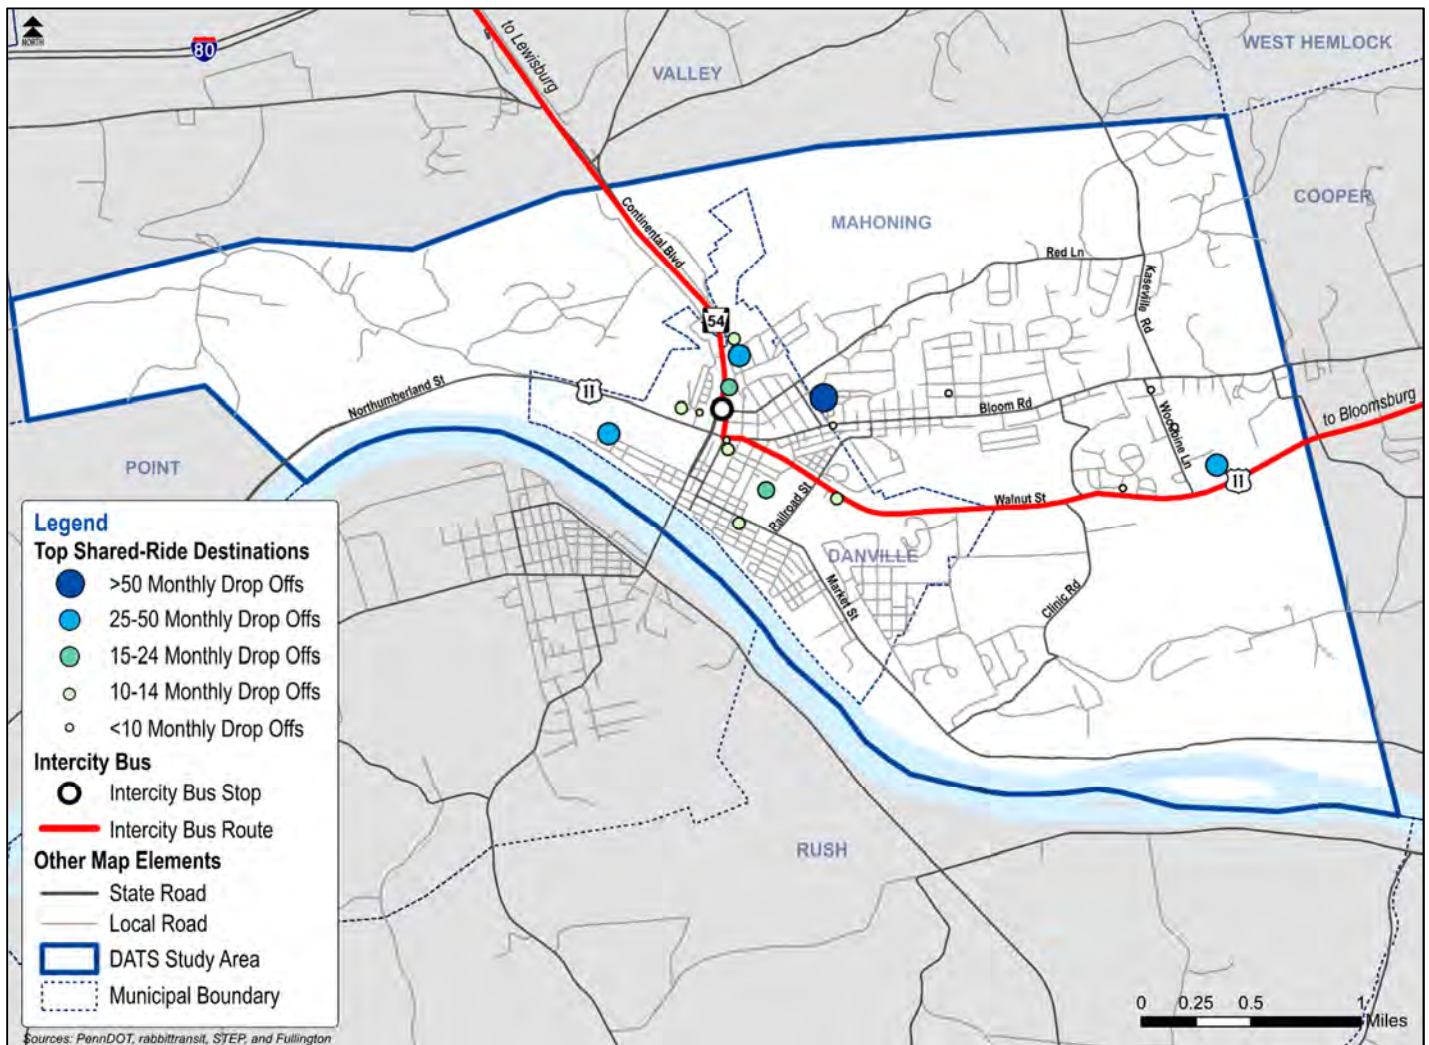 NORTH
80
to Lewisburg
VALLEY
WEST HEMLOCK
COOPER
MAHONING
Continental Blvd
Red Ln
Kaseville Rd
54
11
Northumberland St
Bloom Rd
Woodbine Ln
to Bloomsburg
POINT
11
Walnut St
Railroad St
DANVILLE
Market St
Clinic Rd
RUSH
Legend
Top Shared-Ride Destinations
>50 Monthly Drop Offs
25-50 Monthly Drop Offs
15-24 Monthly Drop Offs
10-14 Monthly Drop Offs
<10 Monthly Drop Offs
Intercity Bus
Intercity Bus Stop
Intercity Bus Route
Other Map Elements
State Road
Local Road
DATS Study Area
Municipal Boundary
0 0.25 0.5 1
Miles
Sources: PennDOT, rabbittransit, STEP, and Fullington